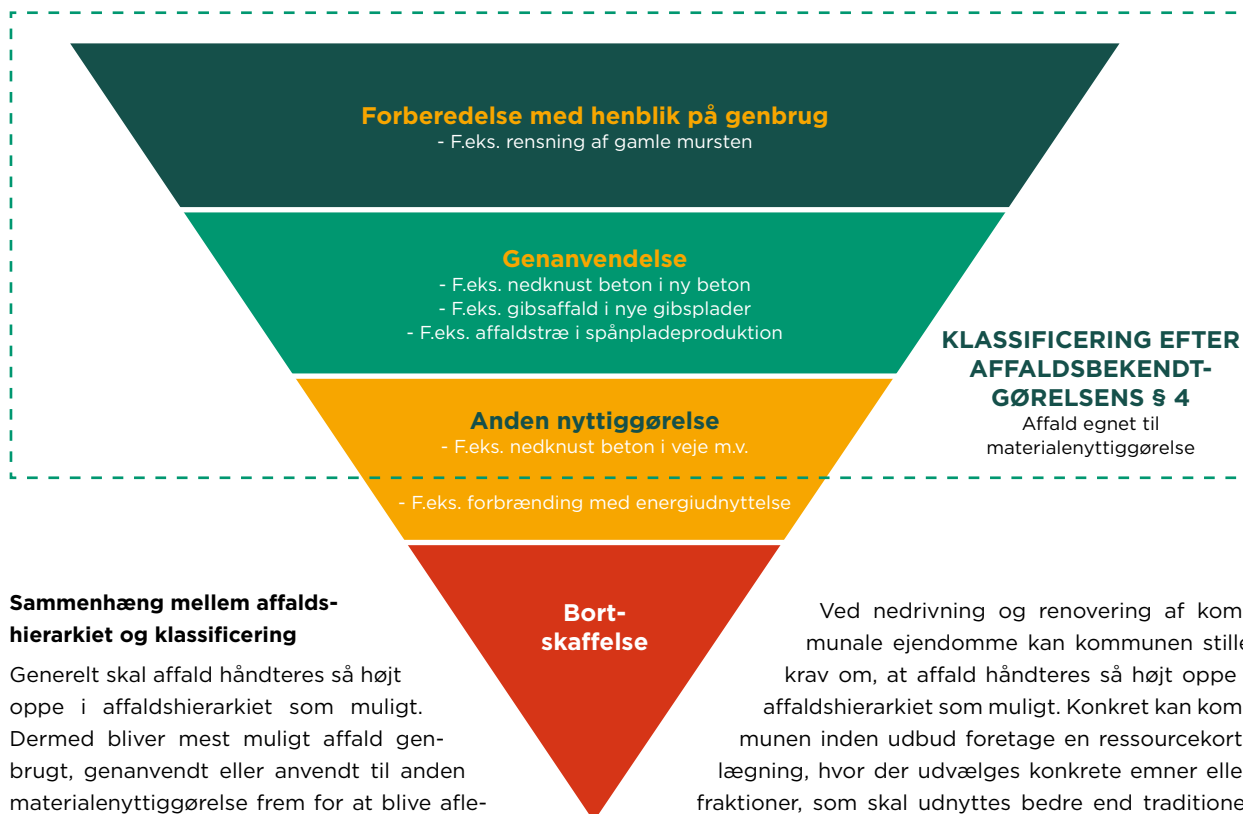 Forberedelse med henblik på genbrug
- F.eks. rensning af gamle mursten
Genanvendelse
- F.eks. nedknust beton i ny beton
- F.eks. gibsaffald i nye gibsplader
- F.eks. affaldstræ i spånpladeproduktion
KLASSIFICERING EFTER
AFFALDSBEKENDT-
GØRELSENS § 4
Affald egnet til
materialenyttiggørelse
Anden nyttiggørelse
- F.eks. nedknust beton i veje m.v.
- F.eks. forbrænding med energiudnyttelse
Bort-
skaffelse
Sammenhæng mellem affalds-
hierarkiet og klassificering
Generelt skal affald håndteres så højt
oppe i affaldshierarkiet som muligt.
Dermed bliver mest muligt affald gen-
brugt, genanvendt eller anvendt til anden
materialenyttiggørelse frem for at blive afle-
Ved nedrivning og renovering af kom
munale ejendomme kan kommunen stille
krav om, at affald håndteres så højt oppe
affaldshierarkiet som muligt. Konkret kan kom
munen inden udbud foretage en ressourcekort
lægning, hvor der udvælges konkrete emner elle
fraktioner, som skal udnyttes bedre end traditione